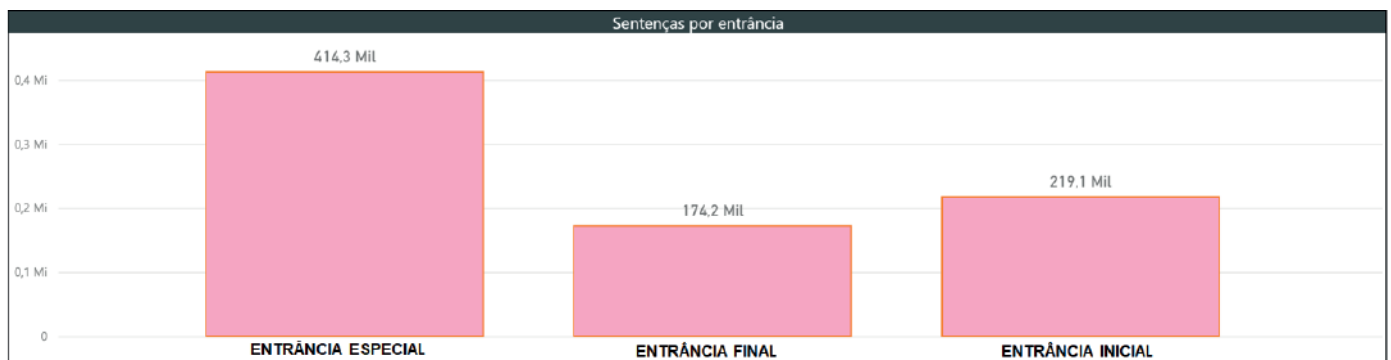 Sentenças por entrância
414,3 Mil
0,4 Mi
0,3 Mi
219,1 Mil
0,2 Mi
174,2 Mil
0,1 Mi
0
ENTRÂNCIA ESPECIAL
ENTRÂNCIA FINAL
ENTRÂNCIA INICIAL